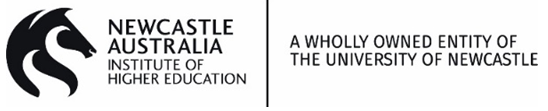 NEWCASTLE
AUSTRALIA
INSTITUTE OF
HIGHER EDUCATION
A WHOLLY OWNED ENTITY OF
THE UNIVERSITY OF NEWCASTLE